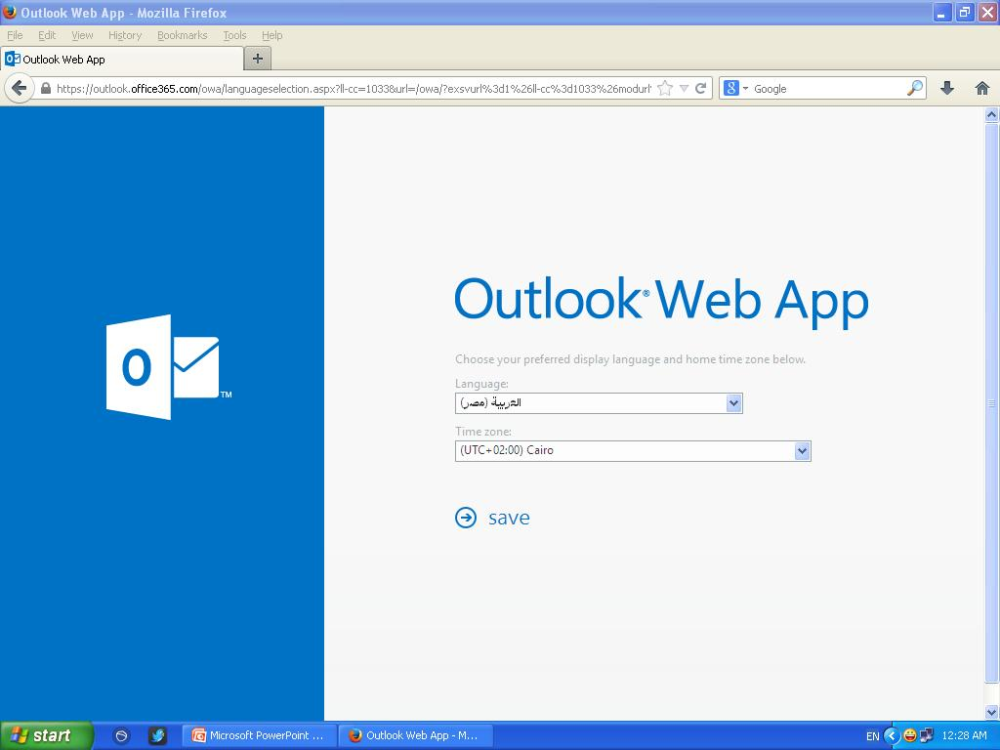 Outlook Web App - Mozilla Firefox
File Edit View History Bookmarks Tools Help
Outlook Web App
https://outlook.office365.com/owa/languageselection.aspx?ll-cc=1033&url=/owa/?exsvurl%3d1%26ll-cc%3d1033%26modurl
Google
Outlook® Web App
Choose your preferred display language and home time zone below.
Language:
العربية (مصر)
Time zone:
(UTC+02:00) Cairo
save
O
TM
start
Microsoft PowerPoint ...
Outlook Web App - M...
EN
12:28 AM